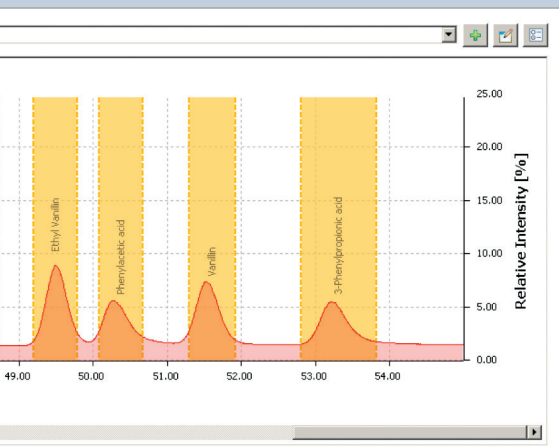 25.00
20.00
15.00
10.00
5.00
0.00
Relative Intensity [%]
Ethyl Vanillin
Phenylacetic acid
Vanillin
3-Phenylpropionic acid
49.00 50.00 51.00 52.00 53.00 54.00